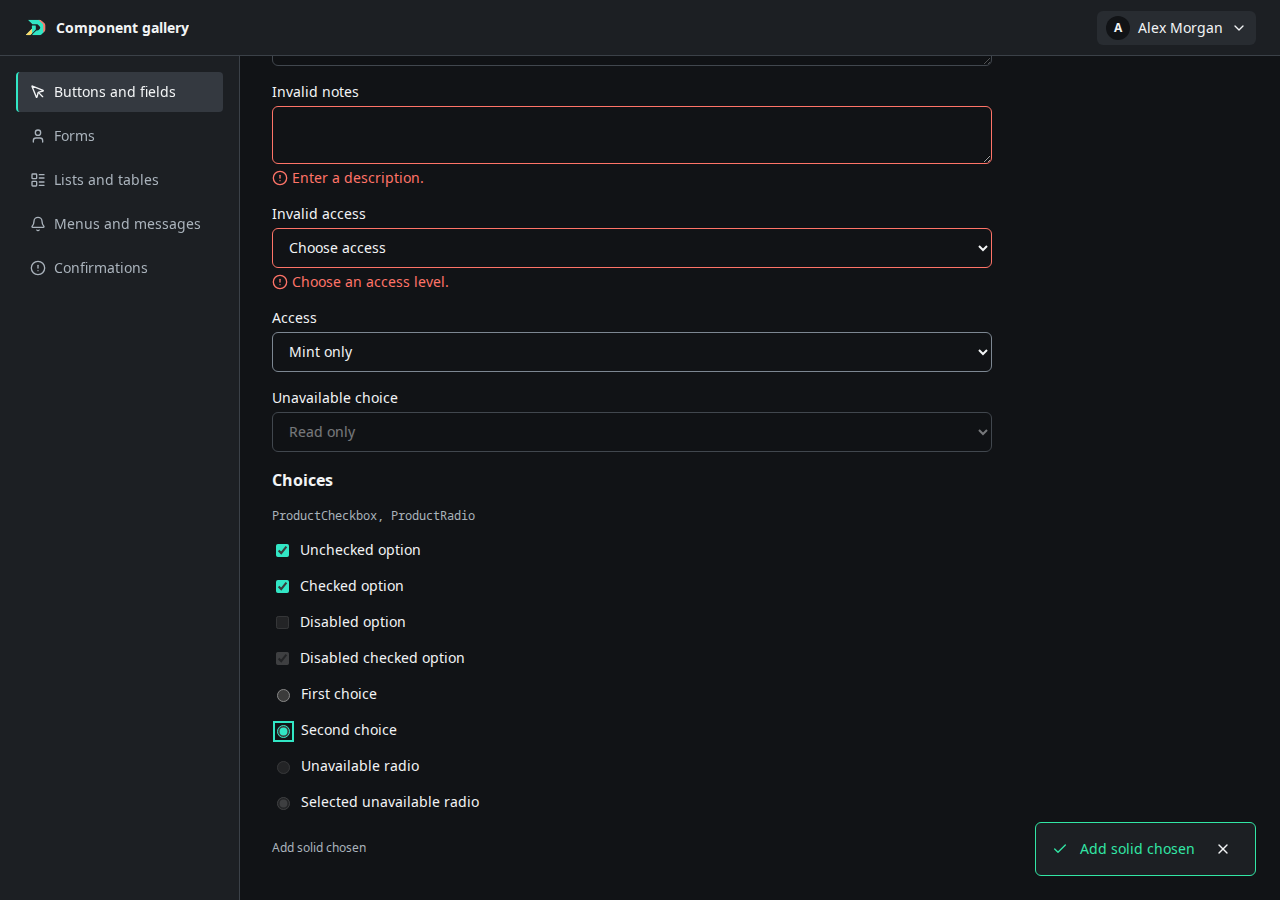 Component gallery
A
Alex Morgan
Buttons and fields
Forms
Lists and tables
Menus and messages
Confirmations
Invalid notes
Enter a description.
Invalid access
Choose access
Choose an access level.
Access
Mint only
Unavailable choice
Read only
Choices
ProductCheckbox, ProductRadio
Unchecked option
Checked option
Disabled option
Disabled checked option
First choice
Second choice
Unavailable radio
Selected unavailable radio
Add solid chosen
Add solid chosen